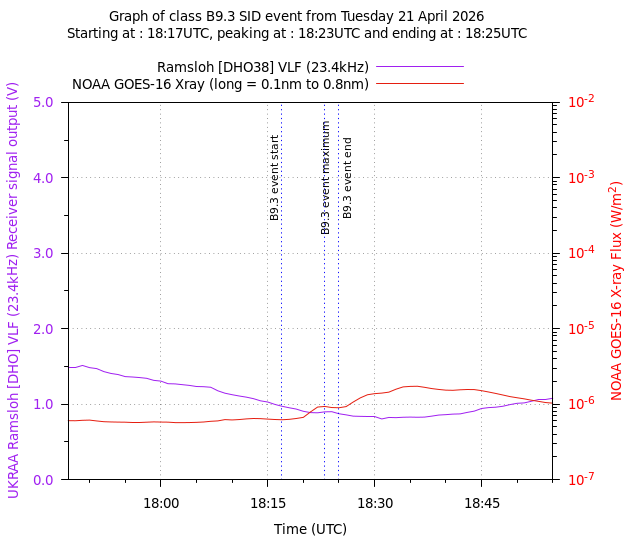 Graph of class B9.3 SID event from Tuesday 21 April 2026
Starting at : 18:17UTC, peaking at : 18:23UTC and ending at : 18:25UTC
Ramsloh [DHO38] VLF (23.4kHz)
NOAA GOES-16 Xray (long = 0.1nm to 0.8nm)
UKRAA Ramsloh [DHO] VLF (23.4kHz) Receiver signal output (V)
5.0
4.0
3.0
2.0
1.0
0.0
B9.3 event start
B9.3 event maximum
B9.3 event end
10⁻²
10⁻³
10⁻⁴
10⁻⁵
10⁻⁶
10⁻⁷
NOAA GOES-16 X-ray Flux (W/m²)
18:00
18:15
18:30
18:45
Time (UTC)